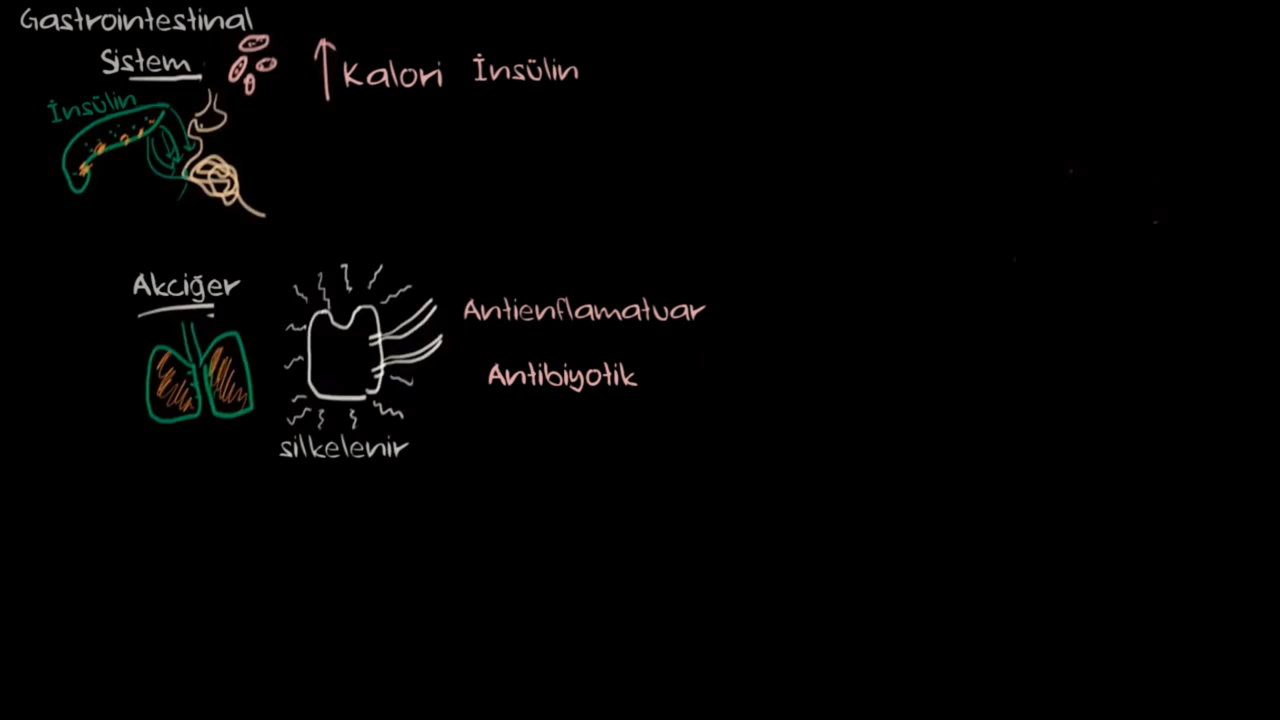 Gastrointestinal
Sistem
↑ Kalori İnsülin
İnsülin
Akciğer
Antienflamatuar
Antibiyotik
silkelenir